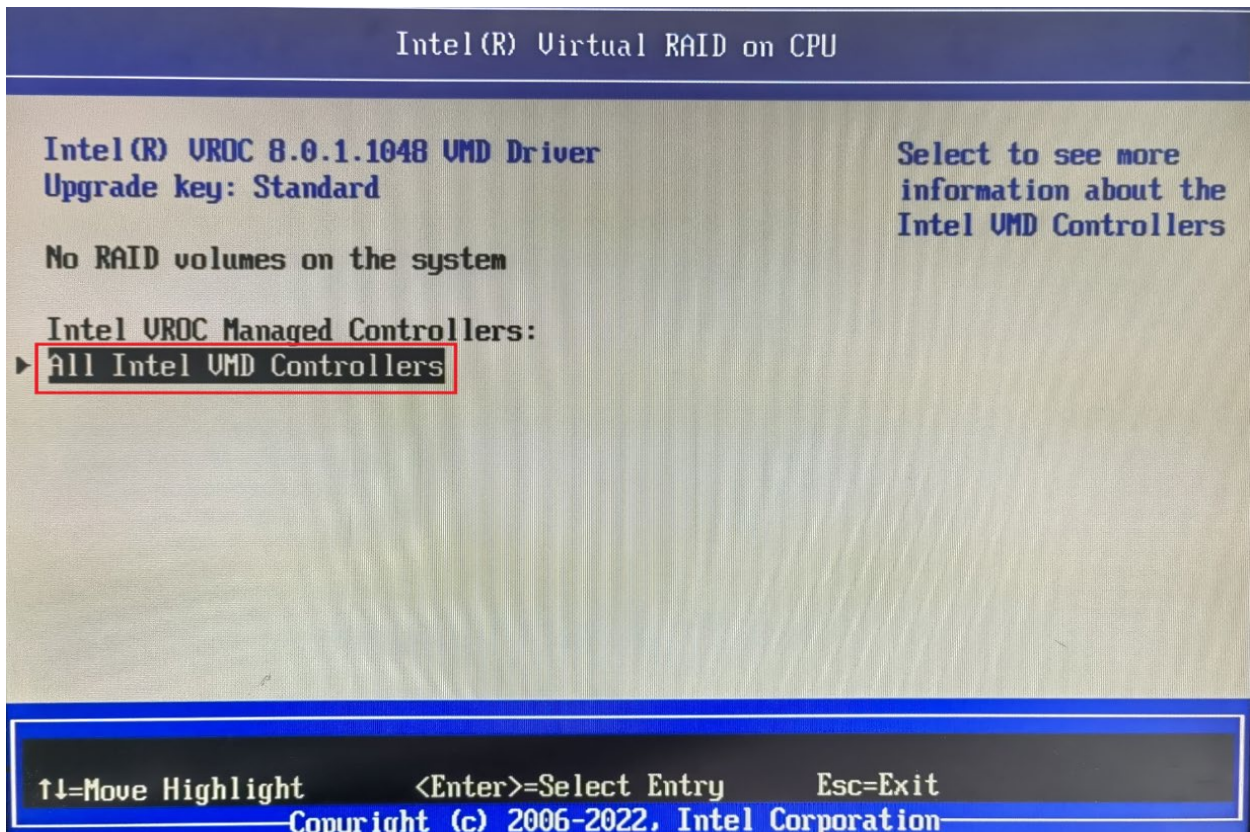 Intel(R) Virtual RAID on CPU
Intel(R) VROC 8.0.1.1048 VMD Driver
Upgrade key: Standard
No RAID volumes on the system
Intel VROC Managed Controllers:
All Intel VMD Controllers
Select to see more
information about the
Intel VMD Controllers
↑↓=Move Highlight <Enter>=Select Entry Esc=Exit
Copyright (c) 2006-2022, Intel Corporation